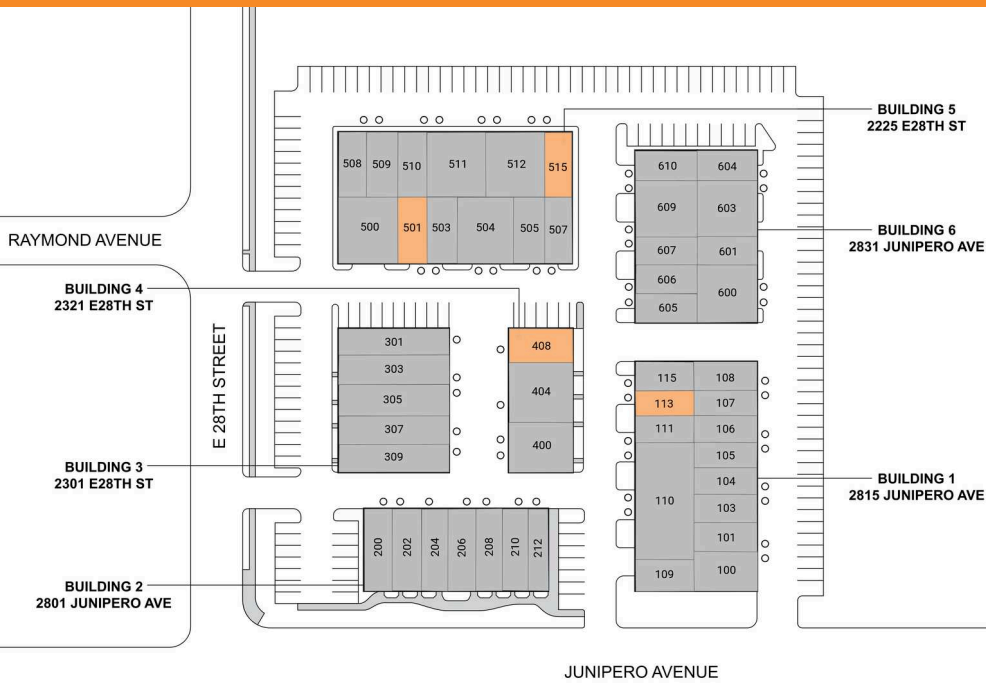 BUILDING 5
2225 E28TH ST
508 509 510 511 512 515
500 501 503 504 505 507
610 604
609 603
607 601
606 600
605
RAYMOND AVENUE
BUILDING 6
2831 JUNIPERO AVE
BUILDING 4
2321 E28TH ST
E 28TH STREET
301
303
305
307
309
408
404
400
115 108
113 107
111 106
105
104
110 103
101
109 100
BUILDING 3
2301 E28TH ST
BUILDING 1
2815 JUNIPERO AVE
200 202 204 206 208 210 212
BUILDING 2
2801 JUNIPERO AVE
JUNIPERO AVENUE